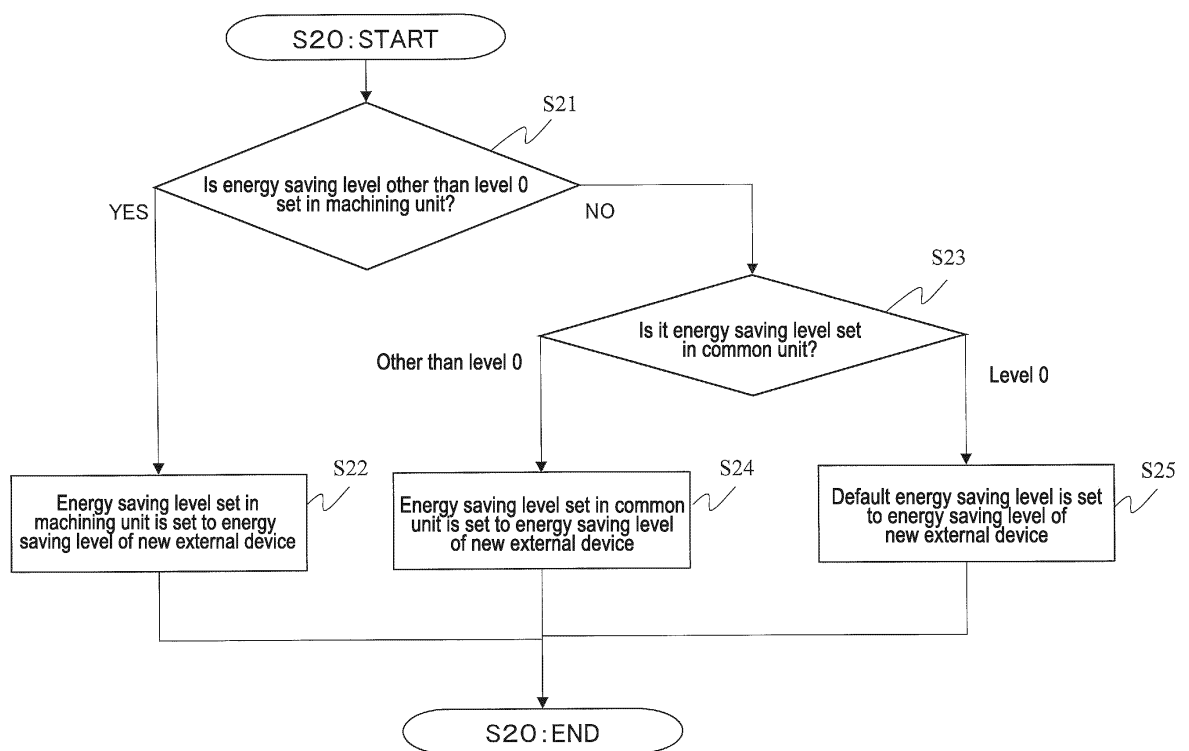 S20:START
S21
Is energy saving level other than level 0
set in machining unit?
YES
NO
S23
Is it energy saving level set
in common unit?
Other than level 0
Level 0
S22
Energy saving level set in
machining unit is set to energy
saving level of new external device
S24
Energy saving level set in common
unit is set to energy saving level
of new external device
S25
Default energy saving level is set
to energy saving level of
new external device
S20:END